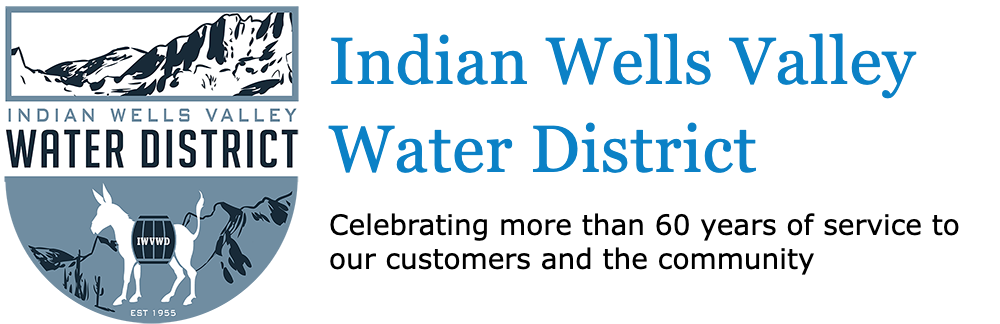 INDIAN WELLS VALLEY
WATER DISTRICT
IWVWD
EST 1955
Indian Wells Valley
Water District
Celebrating more than 60 years of service to
our customers and the community